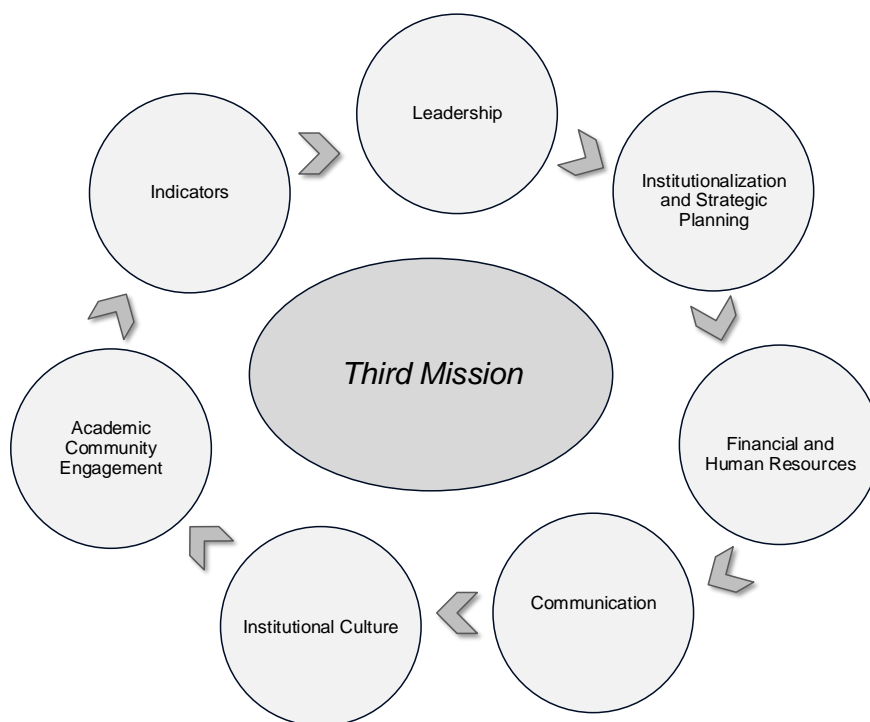 Leadership
Institutionalization
and Strategic
Planning
Financial and
Human Resources
Communication
Institutional Culture
Academic
Community
Engagement
Indicators
Third Mission